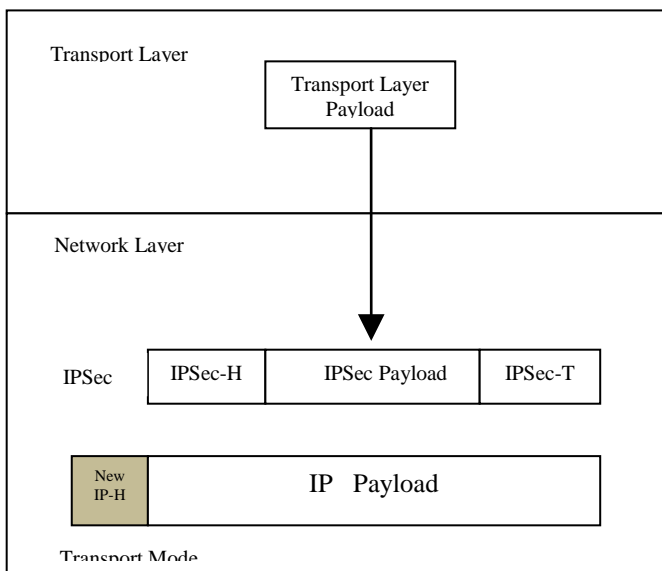 Transport Layer
Transport Layer
Payload
Network Layer
IPSec
IPSec-H
IPSec Payload
IPSec-T
New
IP-H
IP Payload
Transport Mode